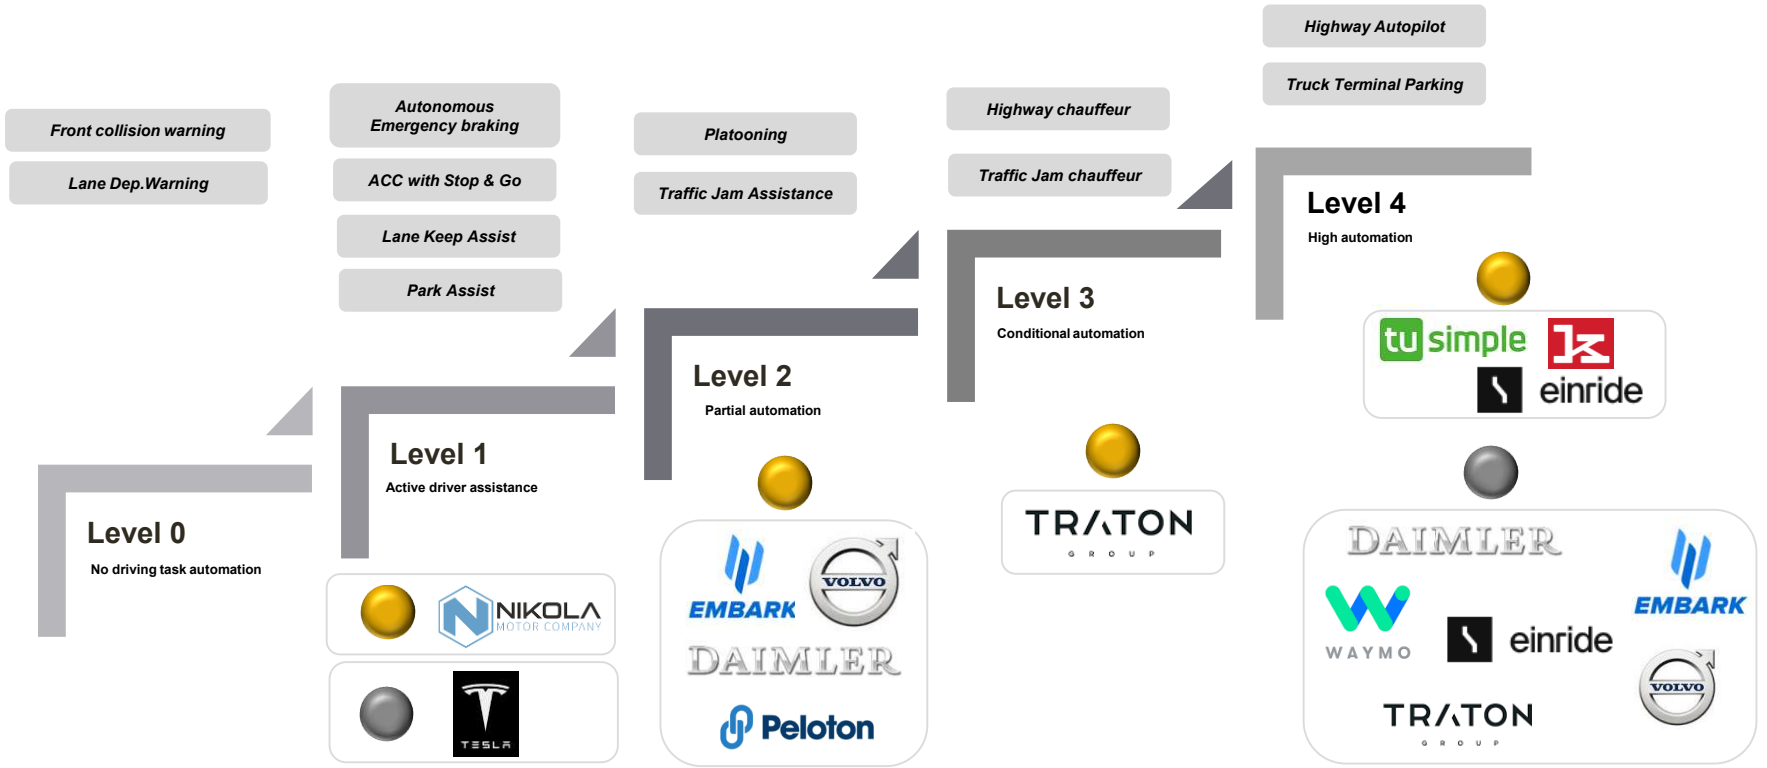 Front collision warning
Lane Dep.Warning
Level 0
No driving task automation
Autonomous
Emergency braking
ACC with Stop & Go
Lane Keep Assist
Park Assist
Level 1
Active driver assistance
NIKOLA
MOTOR COMPANY
TESLA
Platooning
Traffic Jam Assistance
Level 2
Partial automation
EMBARK
VOLVO
DAIMLER
Peloton
Highway chauffeur
Traffic Jam chauffeur
Level 3
Conditional automation
TRATON
GROUP
Highway Autopilot
Truck Terminal Parking
Level 4
High automation
tu simple
einride
DAIMLER
EMBARK
WAYMO
einride
VOLVO
TRATON
GROUP